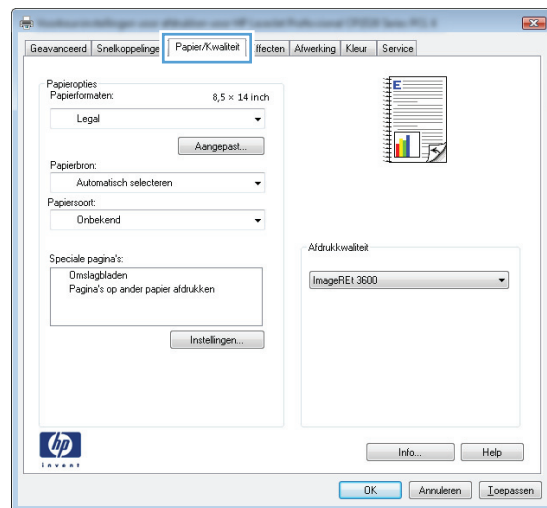 Geavanceerd Snelkoppelinge Papier/Kwaliteit ffecten Afwerking Kleur Service
Papieropties
Papierformaten: 8,5 × 14 inch
Legal
Aangepast...
Papierbron:
Automatisch selecteren
Papiersoort:
Onbekend
Speciale pagina's:
Omslagbladen
Pagina's op ander papier afdrukken
Instellingen...
E
Afdrukkwaliteit
ImageREt 3600
hp
invent
Info... Help
OK Annuleren Toepassen